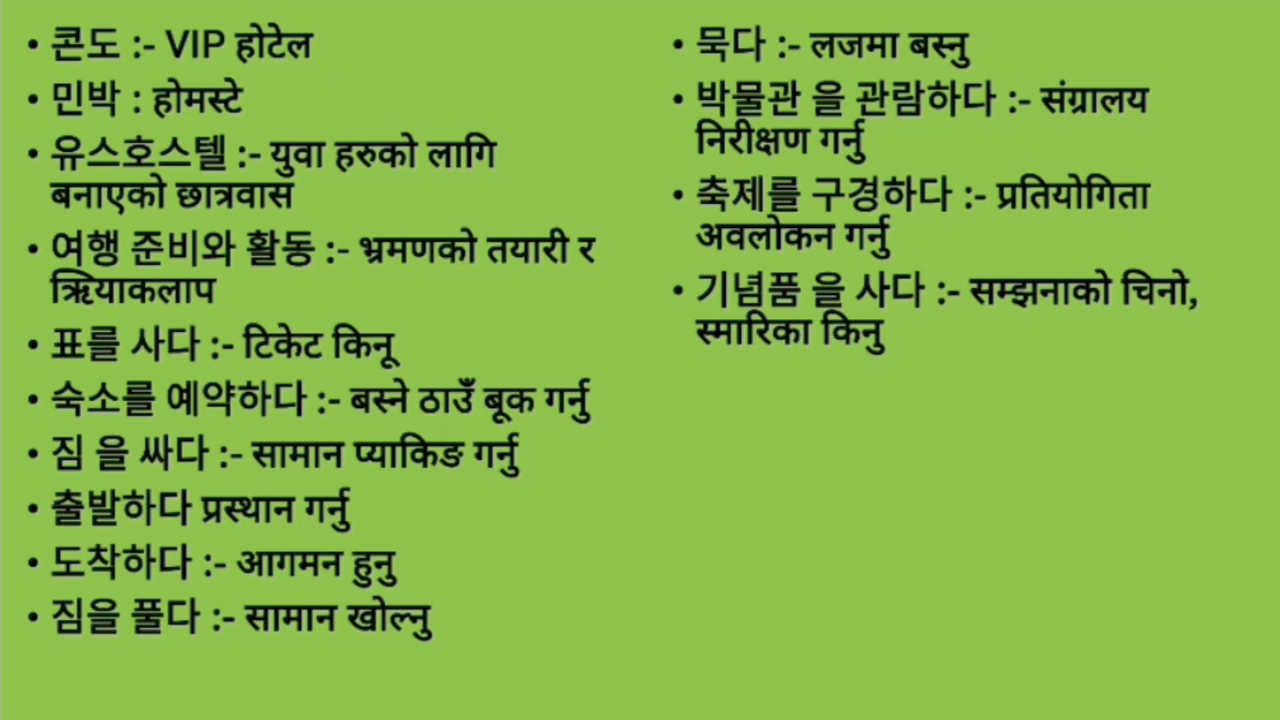 • 콘도 :- VIP होटेल
• 민박 : होमस्टे
• 유스호스텔 :- युवा हरुको लागि
बनाएको छात्रवास
• 여행 준비와 활동 :- भ्रमणको तयारी र
ऋियाकलाप
• 표를 사다 :- टिकेट किनू
• 숙소를 예약하다 :- बस्ने ठाउँ बूक गर्नु
• 짐 을 싸다 :- सामान प्याकिङ गर्नु
• 출발하다 प्रस्थान गर्नु
• 도착하다 :- आगमन हुनु
• 짐을 풀다 :- सामान खोल्नु
• 묵다 :- लजमा बस्नु
• 박물관 을 관람하다 :- संग्रालय
निरीक्षण गर्नु
• 축제를 구경하다 :- प्रतियोगिता
अवलोकन गर्नु
• 기념품 을 사다 :- सम्झनाको चिनो,
स्मारिका किनु